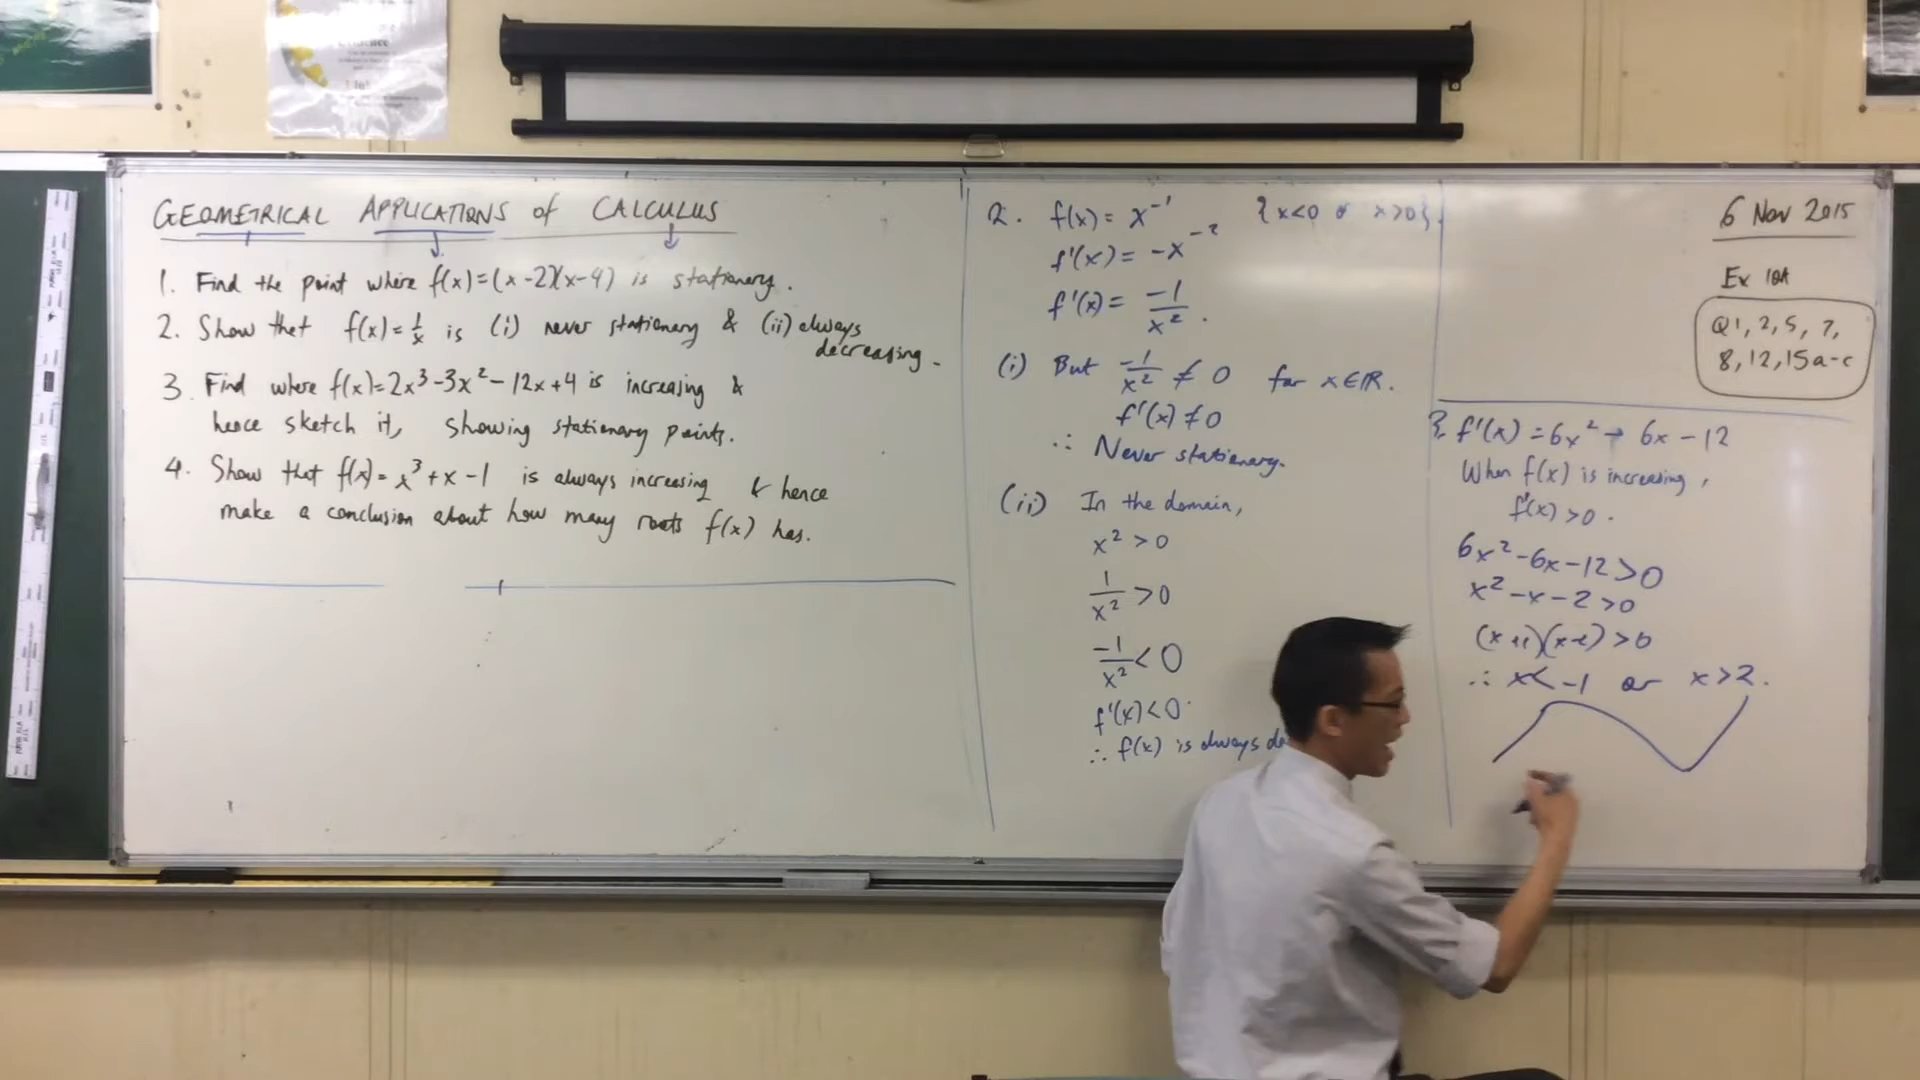 GEOMETRICAL APPLICATIONS of CALCULUS
1. Find the point where f(x)=(x-2)(x-4) is stationary.
2. Show that f(x)=1/x is (i) never stationary & (ii) always
decreasing.
3. Find where f(x)=2x³-3x²-12x+4 is increasing &
hence sketch it, showing stationary points.
4. Show that f(x)=x³+x-1 is always increasing & hence
make a conclusion about how many roots f(x) has.
2. f(x)=x⁻¹ {x<0 or x>0}.
f'(x)=-x⁻²
f'(x)=-1/x².
(i) But -1/x²≠0 for x∈ℝ.
f'(x)≠0
∴ Never stationary.
(ii) In the domain,
x²>0
1/x²>0
-1/x²<0
f'(x)<0
∴ f(x) is always de
6 Nov 2015
Ex 10A
Q1, 2, 5, 7,
8, 12, 15a-c
3. f'(x)=6x²-6x-12
When f(x) is increasing,
f'(x)>0.
6x²-6x-12>0
x²-x-2>0
(x+1)(x-2)>0
∴ x<-1 or x>2.